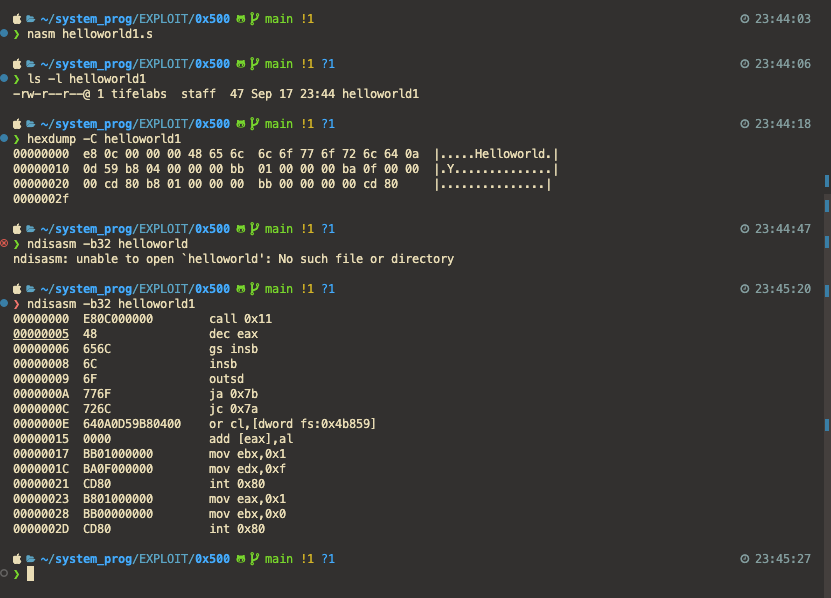 ~/system_prog/EXPLOIT/0x500 main !1 23:44:03
❯ nasm helloworld1.s
~/system_prog/EXPLOIT/0x500 main !1 ?1 23:44:06
❯ ls -l helloworld1
-rw-r--r--@ 1 tifelabs  staff  47 Sep 17 23:44 helloworld1
~/system_prog/EXPLOIT/0x500 main !1 ?1 23:44:18
❯ hexdump -C helloworld1
00000000  e8 0c 00 00 00 48 65 6c  6c 6f 77 6f 72 6c 64 0a  |.....Helloworld.|
00000010  0d 59 b8 04 00 00 00 bb  01 00 00 00 ba 0f 00 00  |.Y..............|
00000020  00 cd 80 b8 01 00 00 00  bb 00 00 00 00 cd 80     |...............|
0000002f
~/system_prog/EXPLOIT/0x500 main !1 ?1 23:44:47
❯ ndisasm -b32 helloworld
ndisasm: unable to open `helloworld': No such file or directory
~/system_prog/EXPLOIT/0x500 main !1 ?1 23:45:20
❯ ndisasm -b32 helloworld1
00000000  E80C000000        call 0x11
00000005  48                dec eax
00000006  656C              gs insb
00000008  6C                insb
00000009  6F                outsd
0000000A  776F              ja 0x7b
0000000C  726C              jc 0x7a
0000000E  640A0D59B80400    or cl,[dword fs:0x4b859]
00000015  0000              add [eax],al
00000017  BB01000000        mov ebx,0x1
0000001C  BA0F000000        mov edx,0xf
00000021  CD80              int 0x80
00000023  B801000000        mov eax,0x1
00000028  BB00000000        mov ebx,0x0
0000002D  CD80              int 0x80
~/system_prog/EXPLOIT/0x500 main !1 ?1 23:45:27
❯